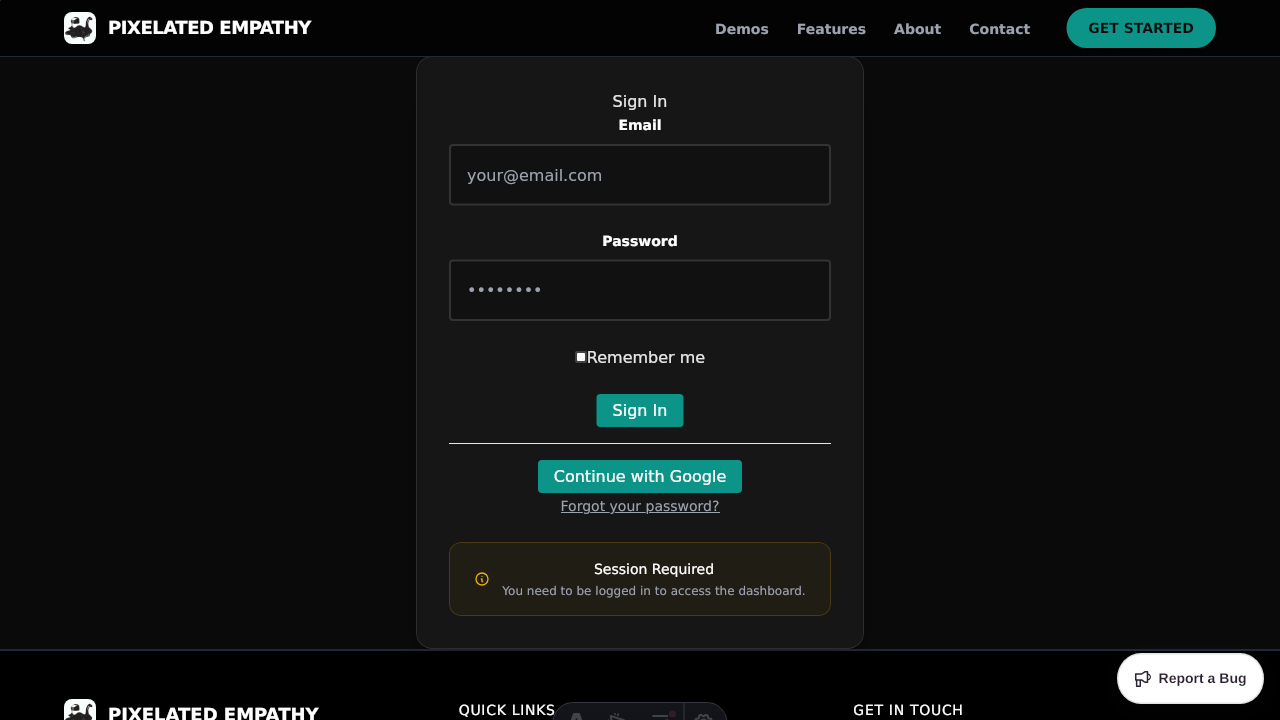 PIXELATED EMPATHY
Demos
Features
About
Contact
GET STARTED
Sign In
Email
your@email.com
Password
••••••••
Remember me
Sign In
Continue with Google
Forgot your password?
Session Required
You need to be logged in to access the dashboard.
Report a Bug
PIXELATED EMPATHY
QUICK LINKS
GET IN TOUCH